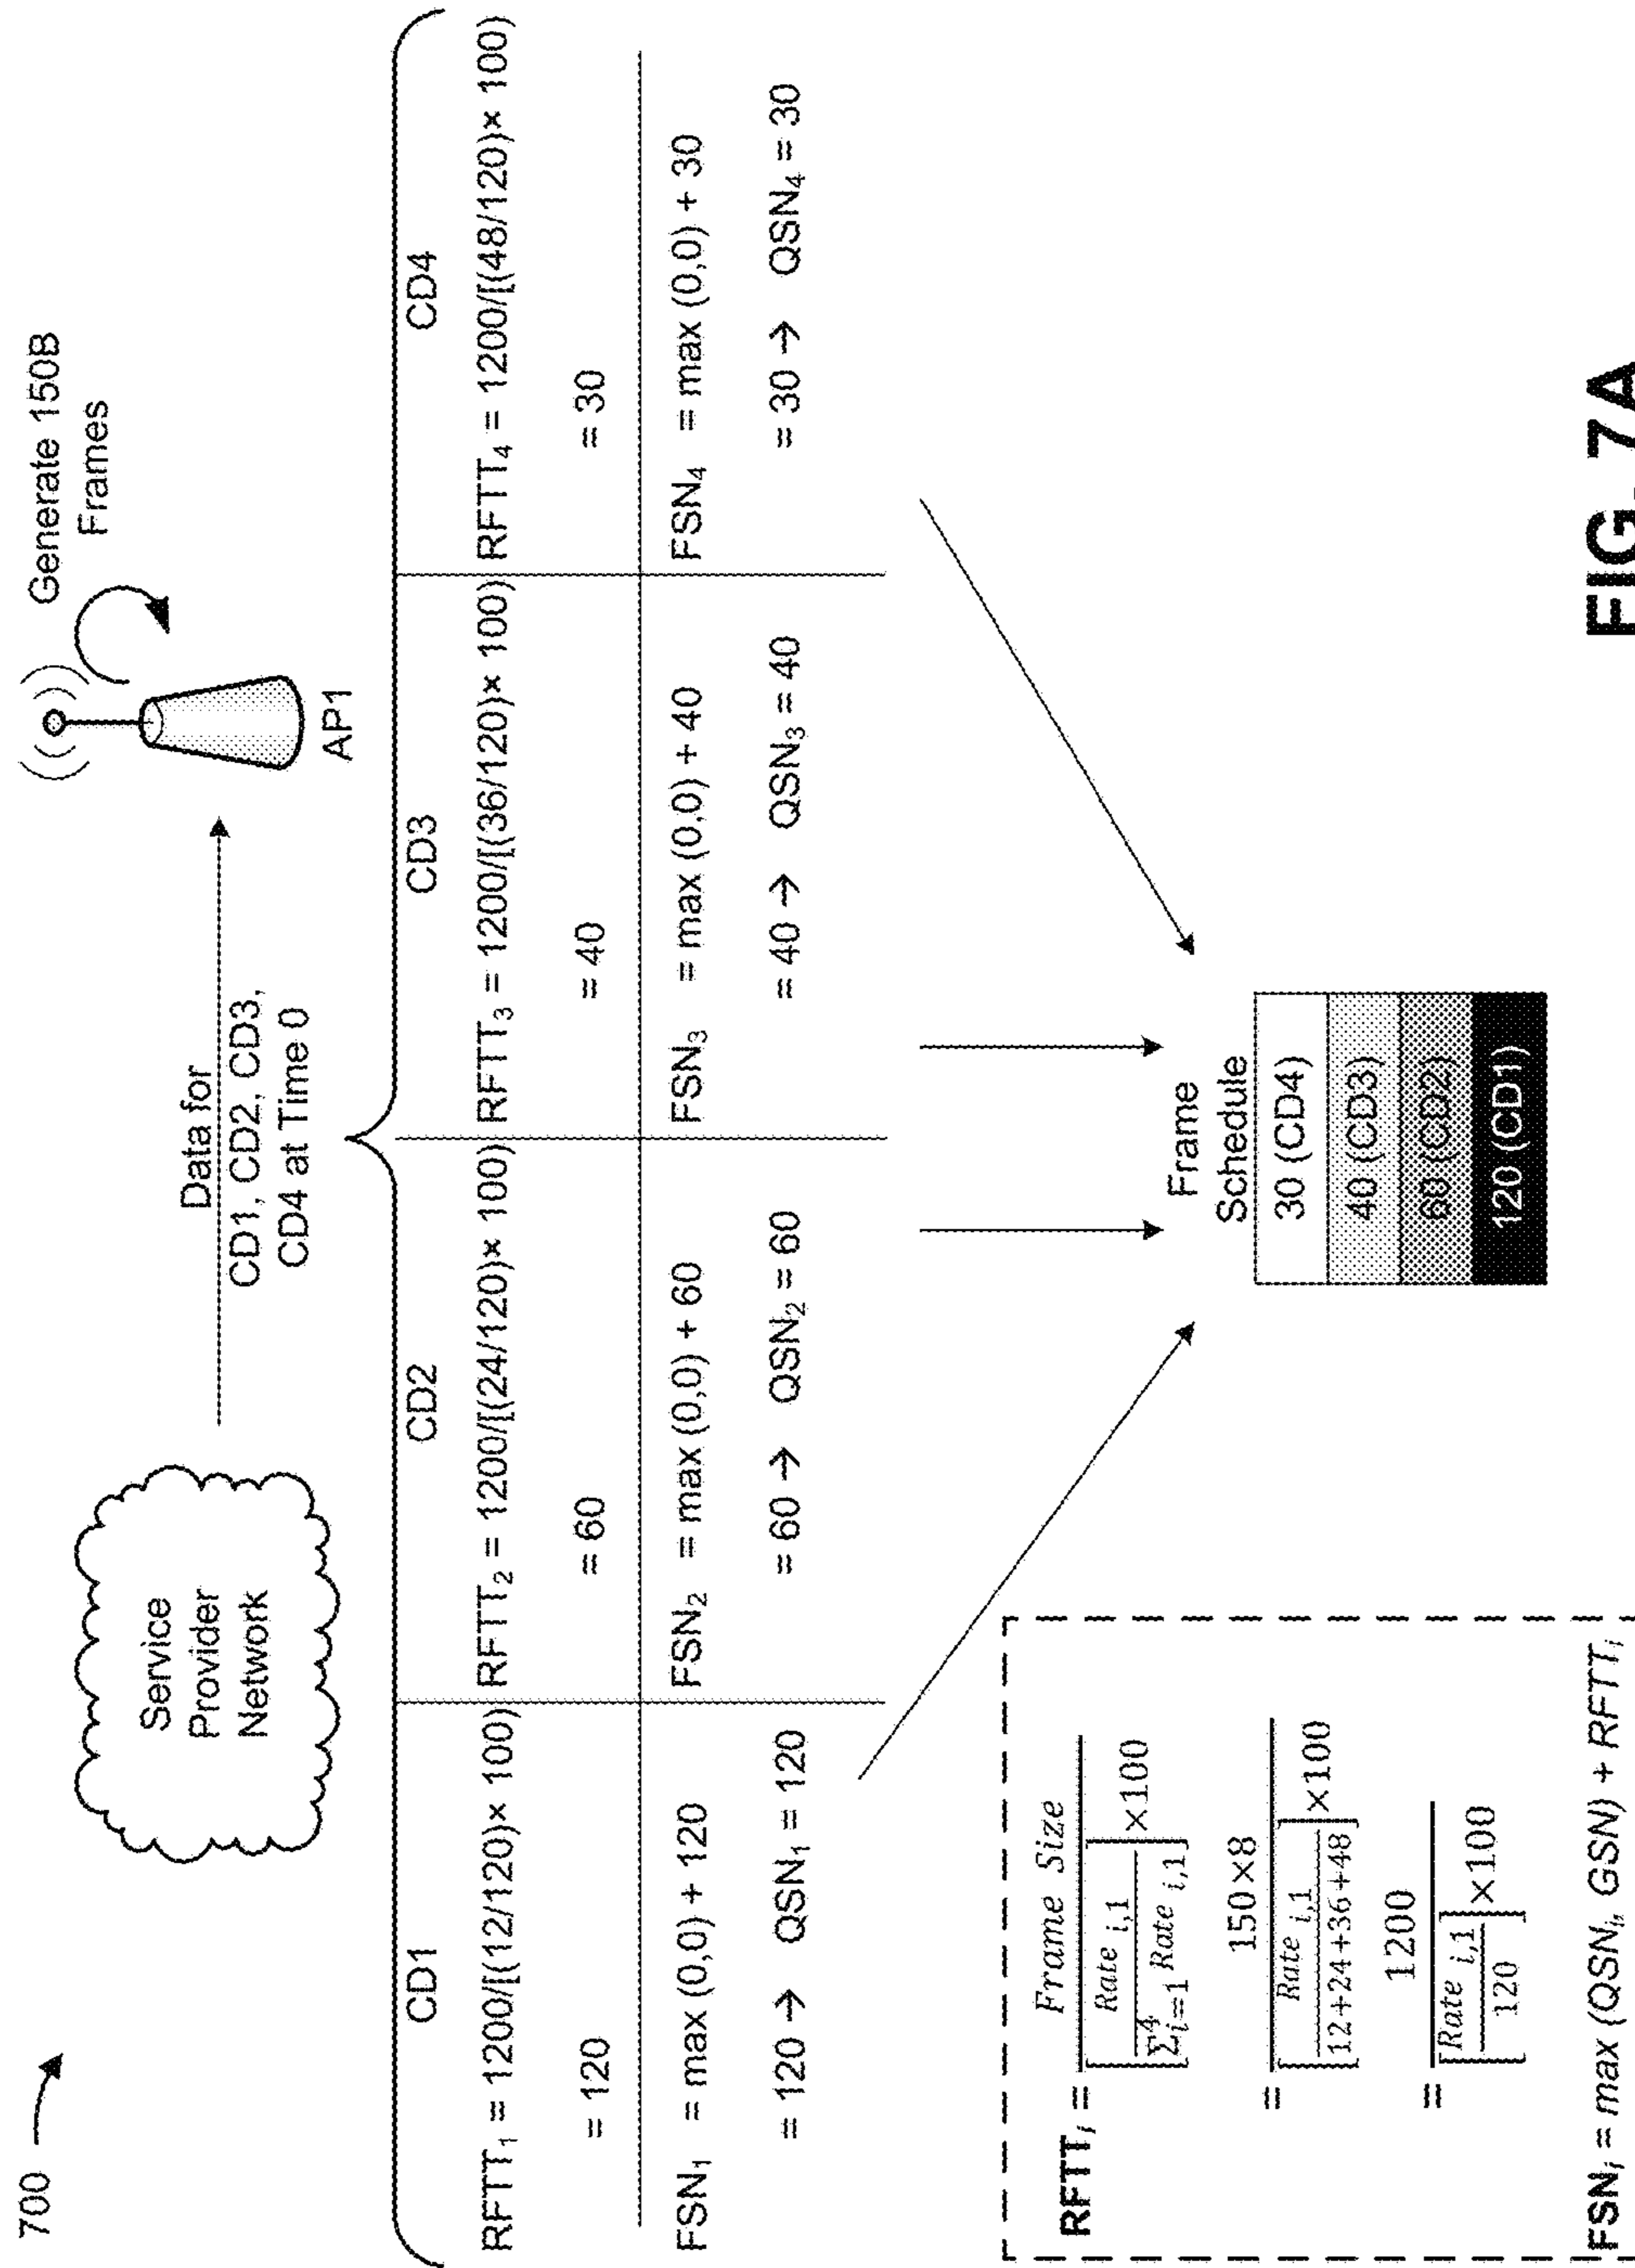 700
Service
Provider
Network
Data for
CD1, CD2, CD3,
CD4 at Time 0
Generate 150B
Frames
AP1
CD1
RFTT₁ = 1200/[(12/120)× 100)
= 120
FSN₁ = max (0,0) + 120
= 120 → QSN₁ = 120
CD2
RFTT₂ = 1200/[(24/120)× 100)
= 60
FSN₂ = max (0,0) + 60
= 60 → QSN₂ = 60
CD3
RFTT₃ = 1200/[(36/120)× 100)
= 40
FSN₃ = max (0,0) + 40
= 40 → QSN₃ = 40
CD4
RFTT₄ = 1200/[(48/120)× 100)
= 30
FSN₄ = max (0,0) + 30
= 30 → QSN₄ = 30
Frame
Schedule
30 (CD4)
40 (CD3)
60 (CD2)
120 (CD1)
RFTTᵢ = Frame Size / [Rate i,1 / Σ⁴ᵢ₌₁ Rate i,1] ×100
= 150×8 / [Rate i,1 / 12+24+36+48] ×100
= 1200 / [Rate i,1 / 120] ×100
FSNᵢ = max (QSNᵢ, GSN) + RFTTᵢ
FIG. 7A